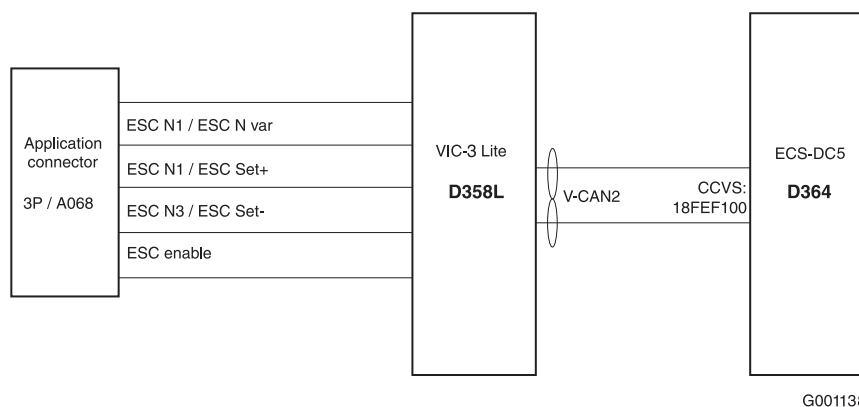 Application
connector
3P / A068
ESC N1 / ESC N var
ESC N1 / ESC Set+
ESC N3 / ESC Set-
ESC enable
VIC-3 Lite
D358L
V-CAN2
CCVS:
18FEF100
ECS-DC5
D364
G001138